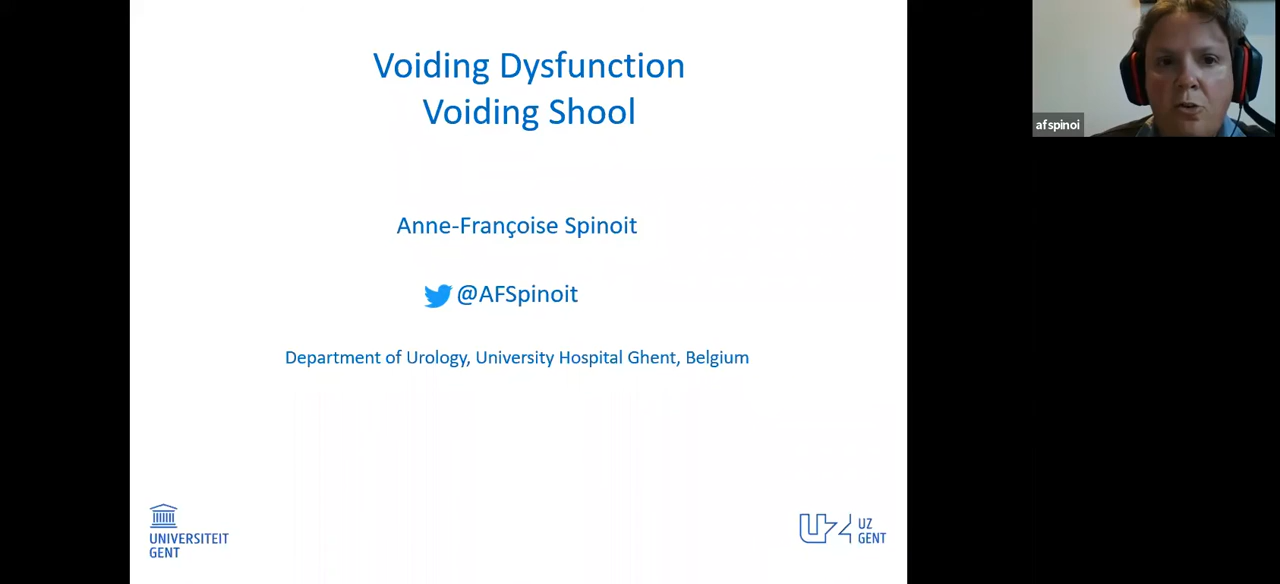 Voiding Dysfunction
Voiding Shool
Anne-Françoise Spinoit
@AFSpinoit
Department of Urology, University Hospital Ghent, Belgium
UNIVERSITEIT
GENT
UZ
GENT
afspinoi